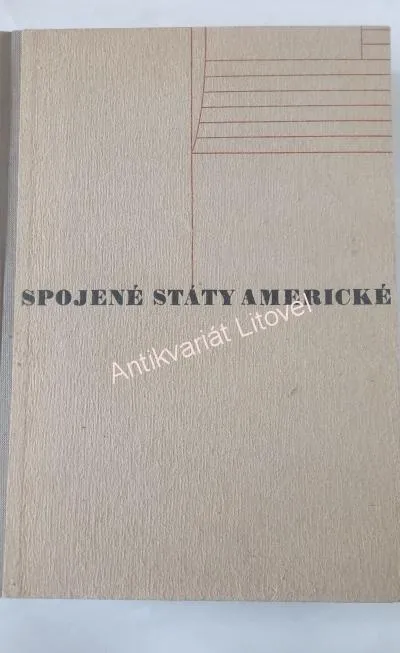 SPOJENÉ STÁTY AMERICKÉ
Antikvariát Litovel